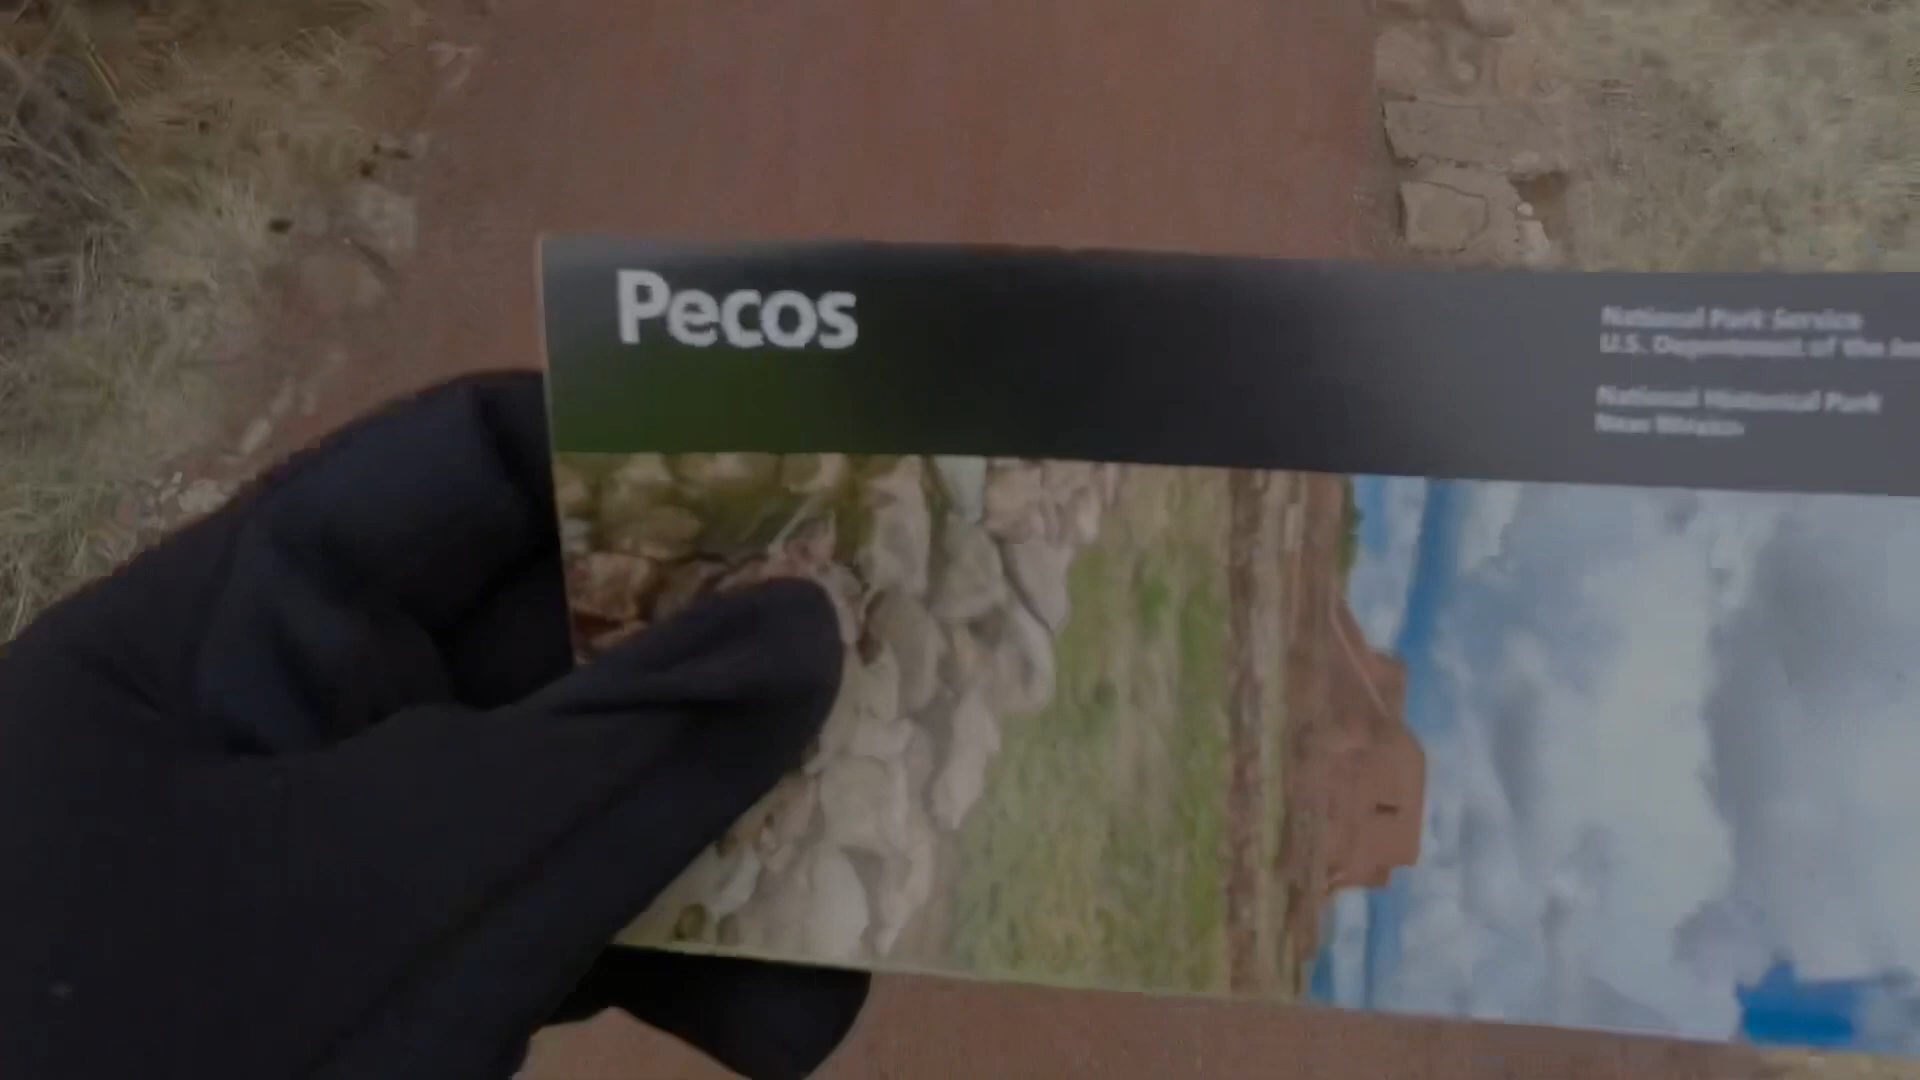 Pecos
National Park Service
U.S. Department of the
National Historical Park
New Mexico